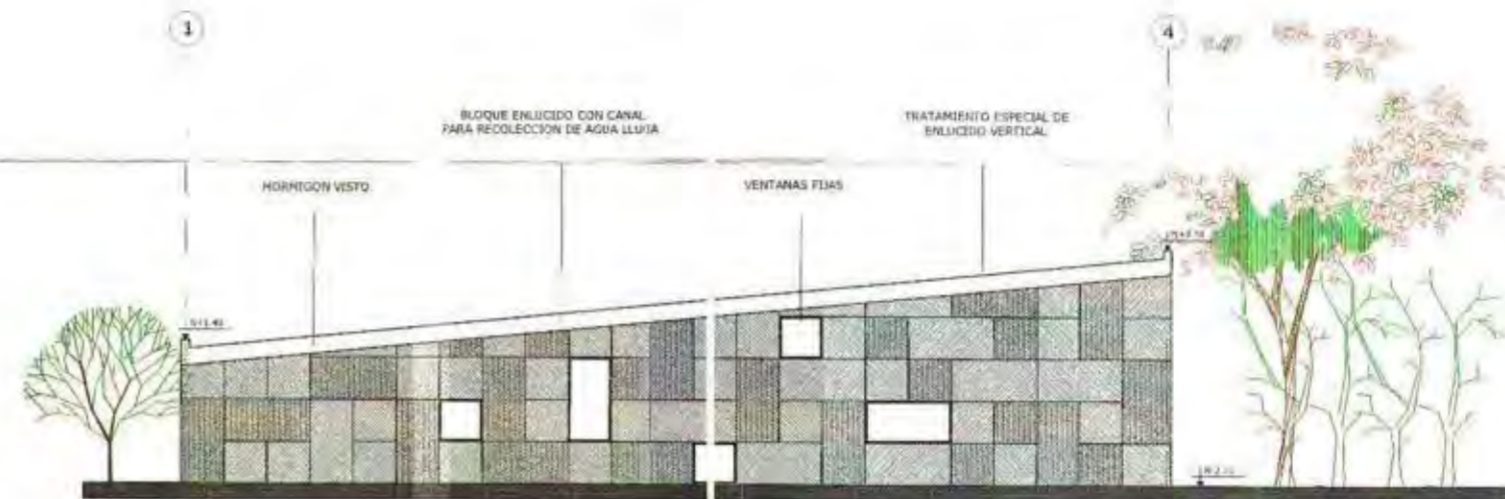 1
4
BLOQUE ENLUCIDO CON CANAL
PARA RECOLECCION DE AGUA LLUVIA
TRATAMIENTO ESPECIAL DE
ENLUCIDO VERTICAL
HORMIGON VISTO
VENTANAS FIJAS